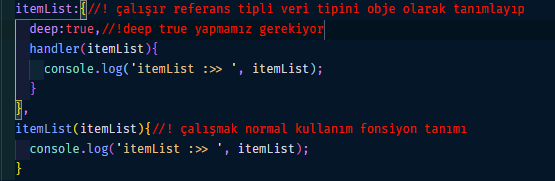 itemList:{//! çalışır referans tipli veri tipini obje olarak tanımlayıp
deep:true,//!deep true yapmamız gerekiyor
handler(itemList){
console.log('itemList :>> ', itemList);
}
},
itemList(itemList){//! çalışmak normal kullanım fonsiyon tanımı
console.log('itemList :>> ', itemList);
}